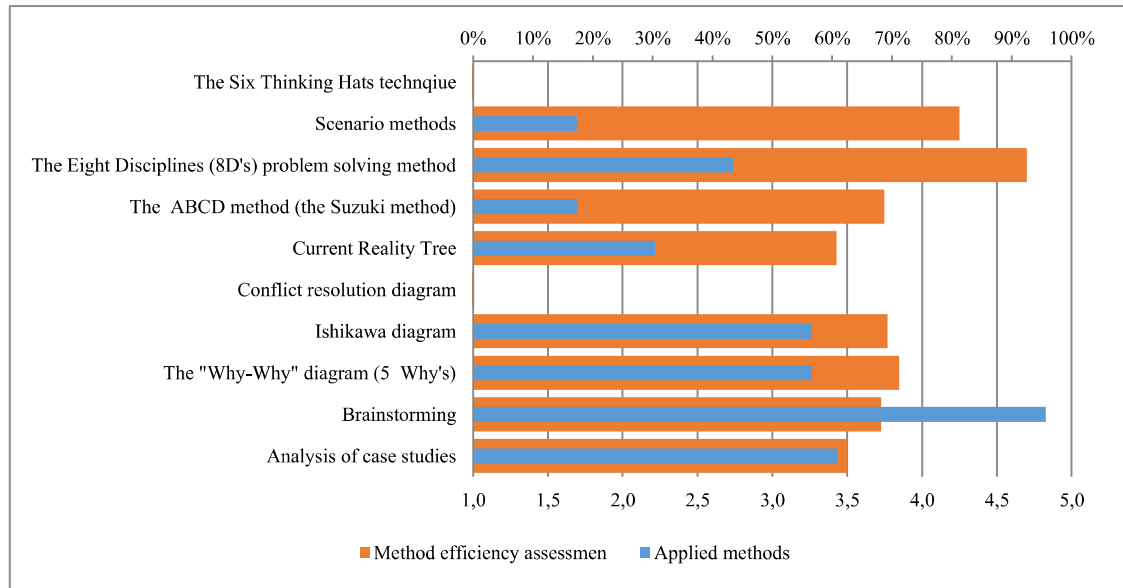 0% 10% 20% 30% 40% 50% 60% 70% 80% 90% 100%
The Six Thinking Hats technqiue
Scenario methods
The Eight Disciplines (8D's) problem solving method
The ABCD method (the Suzuki method)
Current Reality Tree
Conflict resolution diagram
Ishikawa diagram
The "Why-Why" diagram (5 Why's)
Brainstorming
Analysis of case studies
1,0 1,5 2,0 2,5 3,0 3,5 4,0 4,5 5,0
Method efficiency assessmen Applied methods